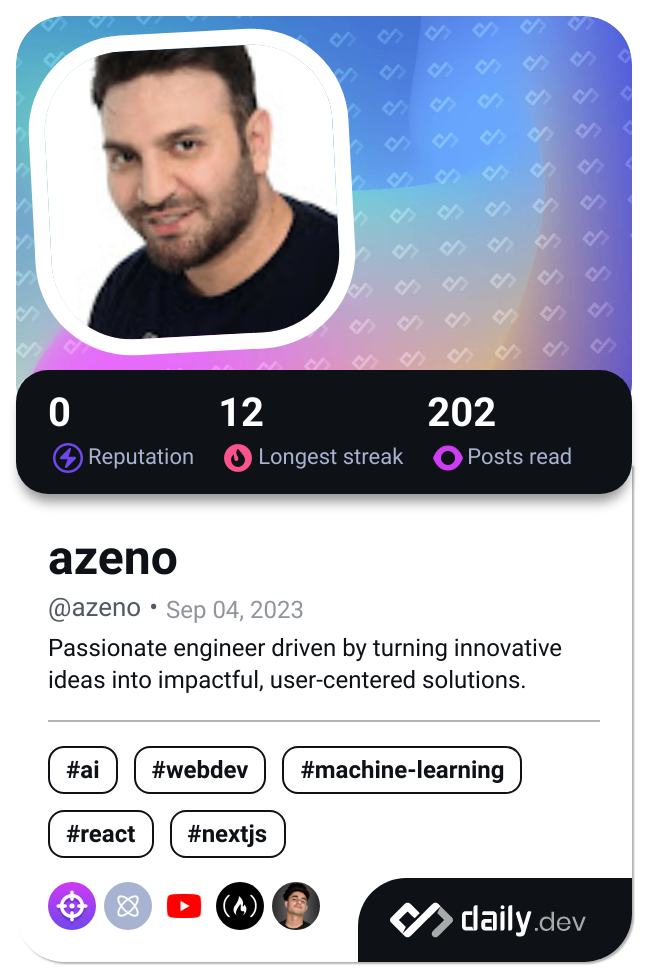 0 12 202
Reputation Longest streak Posts read
azeno
@azeno • Sep 04, 2023
Passionate engineer driven by turning innovative
ideas into impactful, user-centered solutions.
#ai #webdev #machine-learning
#react #nextjs
daily.dev